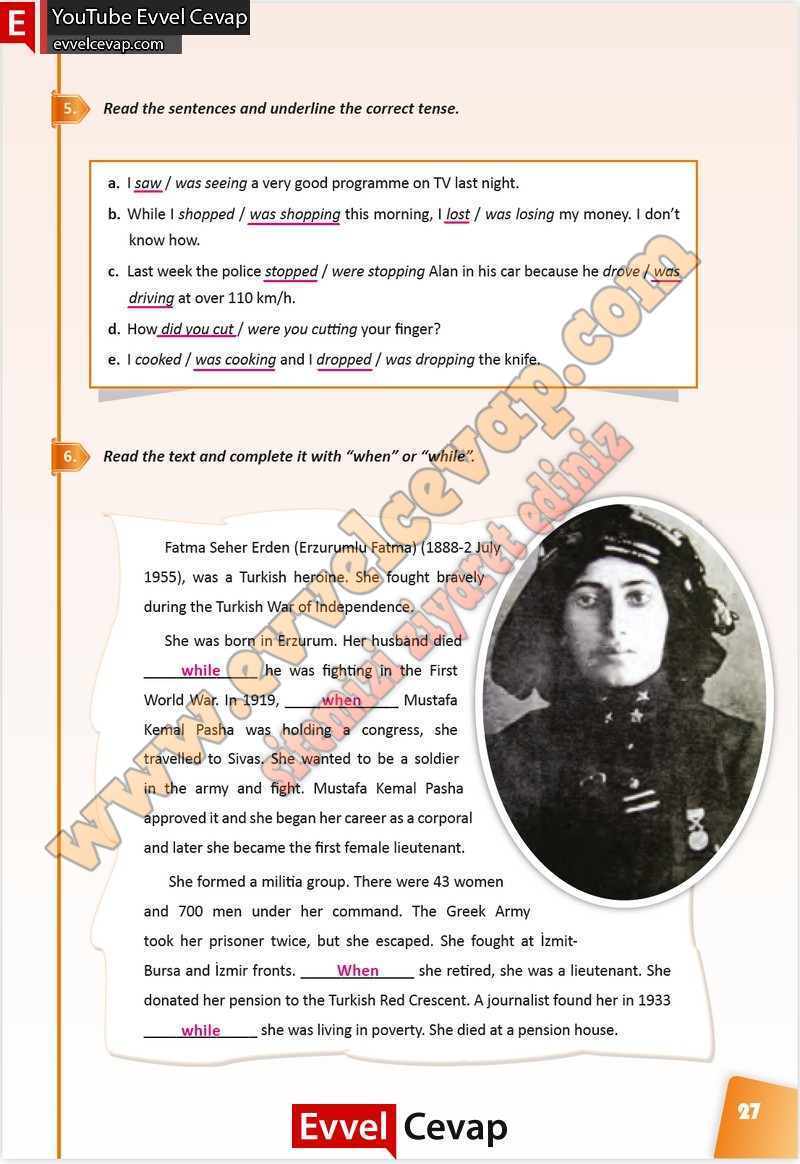 E YouTube Evvel Cevap
evvelcevap.com
5. Read the sentences and underline the correct tense.
a. I saw / was seeing a very good programme on TV last night.
b. While I shopped / was shopping this morning, I lost / was losing my money. I don’t
know how.
c. Last week the police stopped / were stopping Alan in his car because he drove / was
driving at over 110 km/h.
d. How did you cut / were you cutting your finger?
e. I cooked / was cooking and I dropped / was dropping the knife.
6. Read the text and complete it with “when” or “while”.
Fatma Seher Erden (Erzurumlu Fatma) (1888-2 July
1955), was a Turkish heroine. She fought bravely
during the Turkish War of Independence.
She was born in Erzurum. Her husband died
while he was fighting in the First
World War. In 1919, when Mustafa
Kemal Pasha was holding a congress, she
travelled to Sivas. She wanted to be a soldier
in the army and fight. Mustafa Kemal Pasha
approved it and she began her career as a corporal
and later she became the first female lieutenant.
She formed a militia group. There were 43 women
and 700 men under her command. The Greek Army
took her prisoner twice, but she escaped. She fought at İzmit-
Bursa and İzmir fronts. When she retired, she was a lieutenant. She
donated her pension to the Turkish Red Crescent. A journalist found her in 1933
while she was living in poverty. She died at a pension house.
www.evvelcevap.com
sitemizi ziyaret ediniz
27
Evvel Cevap